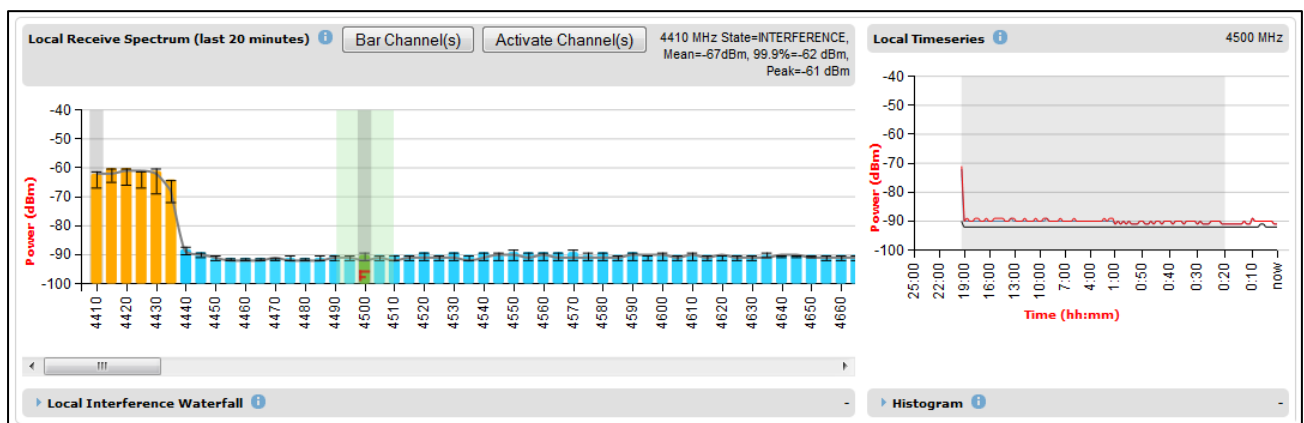 Local Receive Spectrum (last 20 minutes) i Bar Channel(s) Activate Channel(s)
4410 MHz State=INTERFERENCE,
Mean=-67dBm, 99.9%=-62 dBm,
Peak=-61 dBm
-40
-50
-60
-70
-80
-90
-100
Power (dBm)
F
4410 4420 4430 4440 4450 4460 4470 4480 4490 4500 4510 4520 4530 4540 4550 4560 4570 4580 4590 4600 4610 4620 4630 4640 4650 4660
Local Interference Waterfall i -
Local Timeseries i 4500 MHz
-40
-50
-60
-70
-80
-90
-100
Power (dBm)
25:00 22:00 19:00 16:00 13:00 10:00 7:00 4:00 1:00 0:50 0:40 0:30 0:20 0:10 now
Time (hh:mm)
Histogram i -